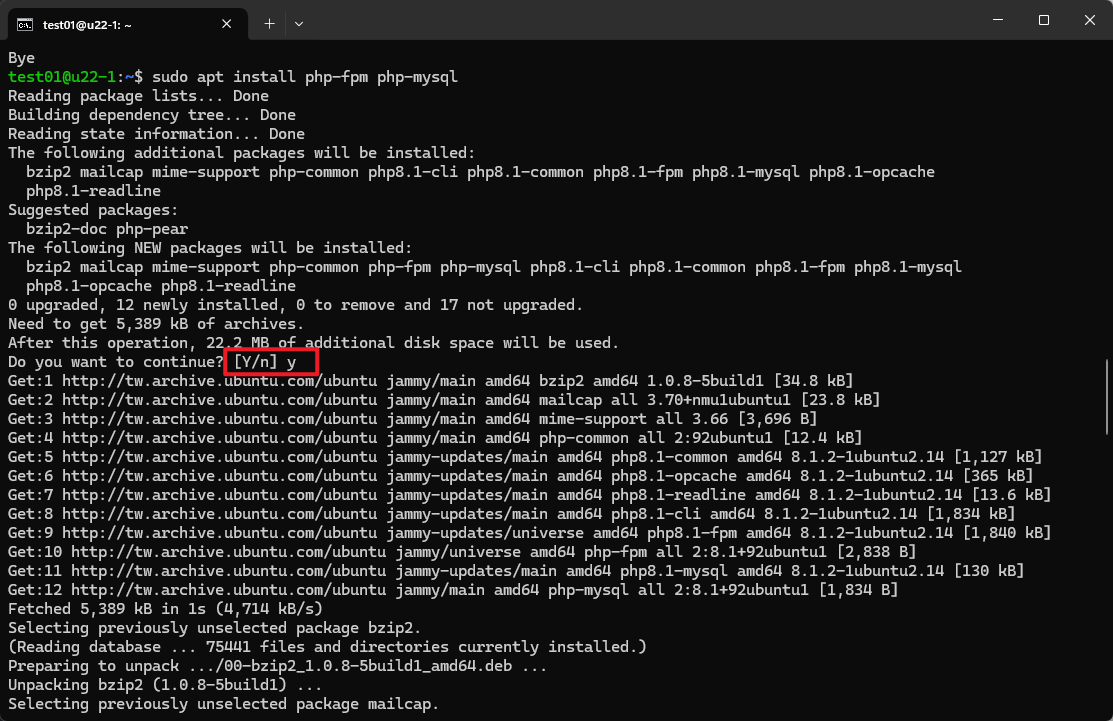 test01@u22-1: ~
Bye
test01@u22-1:~$ sudo apt install php-fpm php-mysql
Reading package lists... Done
Building dependency tree... Done
Reading state information... Done
The following additional packages will be installed:
  bzip2 mailcap mime-support php-common php8.1-cli php8.1-common php8.1-fpm php8.1-mysql php8.1-opcache
  php8.1-readline
Suggested packages:
  bzip2-doc php-pear
The following NEW packages will be installed:
  bzip2 mailcap mime-support php-common php-fpm php-mysql php8.1-cli php8.1-common php8.1-fpm php8.1-mysql
  php8.1-opcache php8.1-readline
0 upgraded, 12 newly installed, 0 to remove and 17 not upgraded.
Need to get 5,389 kB of archives.
After this operation, 22.2 MB of additional disk space will be used.
Do you want to continue? [Y/n] y
Get:1 http://tw.archive.ubuntu.com/ubuntu jammy/main amd64 bzip2 amd64 1.0.8-5build1 [34.8 kB]
Get:2 http://tw.archive.ubuntu.com/ubuntu jammy/main amd64 mailcap all 3.70+nmu1ubuntu1 [23.8 kB]
Get:3 http://tw.archive.ubuntu.com/ubuntu jammy/main amd64 mime-support all 3.66 [3,696 B]
Get:4 http://tw.archive.ubuntu.com/ubuntu jammy/main amd64 php-common all 2:92ubuntu1 [12.4 kB]
Get:5 http://tw.archive.ubuntu.com/ubuntu jammy-updates/main amd64 php8.1-common amd64 8.1.2-1ubuntu2.14 [1,127 kB]
Get:6 http://tw.archive.ubuntu.com/ubuntu jammy-updates/main amd64 php8.1-opcache amd64 8.1.2-1ubuntu2.14 [365 kB]
Get:7 http://tw.archive.ubuntu.com/ubuntu jammy-updates/main amd64 php8.1-readline amd64 8.1.2-1ubuntu2.14 [13.6 kB]
Get:8 http://tw.archive.ubuntu.com/ubuntu jammy-updates/main amd64 php8.1-cli amd64 8.1.2-1ubuntu2.14 [1,834 kB]
Get:9 http://tw.archive.ubuntu.com/ubuntu jammy-updates/universe amd64 php8.1-fpm amd64 8.1.2-1ubuntu2.14 [1,840 kB]
Get:10 http://tw.archive.ubuntu.com/ubuntu jammy/universe amd64 php-fpm all 2:8.1+92ubuntu1 [2,838 B]
Get:11 http://tw.archive.ubuntu.com/ubuntu jammy-updates/main amd64 php8.1-mysql amd64 8.1.2-1ubuntu2.14 [130 kB]
Get:12 http://tw.archive.ubuntu.com/ubuntu jammy/main amd64 php-mysql all 2:8.1+92ubuntu1 [1,834 B]
Fetched 5,389 kB in 1s (4,714 kB/s)
Selecting previously unselected package bzip2.
(Reading database ... 75441 files and directories currently installed.)
Preparing to unpack .../00-bzip2_1.0.8-5build1_amd64.deb ...
Unpacking bzip2 (1.0.8-5build1) ...
Selecting previously unselected package mailcap.